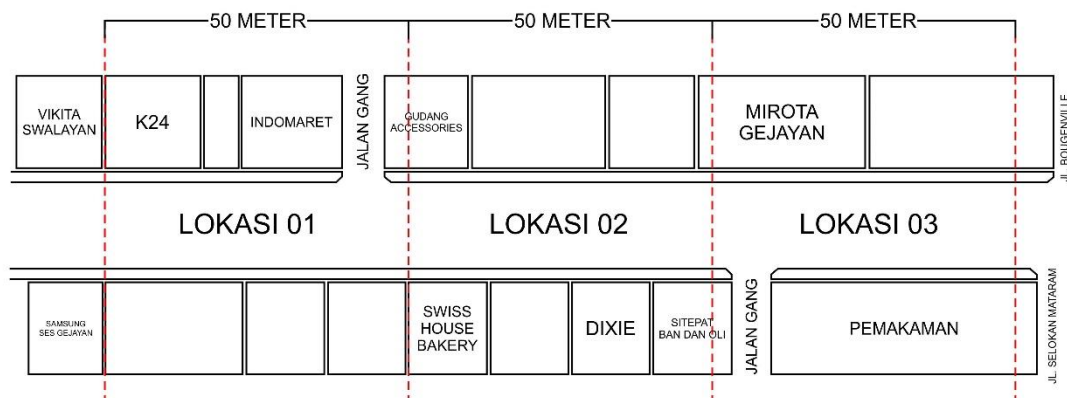 50 METER
50 METER
50 METER
VIKITA
SWALAYAN
K24
INDOMARET
JALAN GANG
GUDANG
ACCESSORIES
MIROTA
GEJAYAN
JL. BOUGENVILLE
LOKASI 01
LOKASI 02
LOKASI 03
SAMSUNG
SES GEJAYAN
SWISS
HOUSE
BAKERY
DIXIE
SITEPAT
BAN DAN OLI
JALAN GANG
PEMAKAMAN
JL. SELOKAN MATARAM